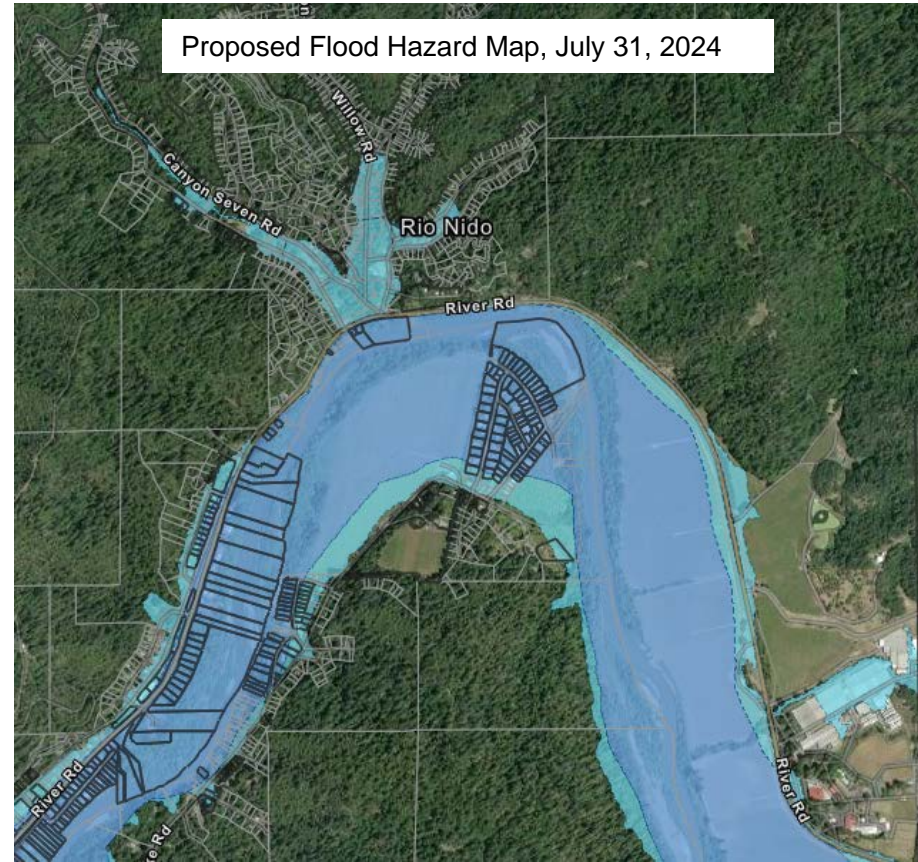 Proposed Flood Hazard Map, July 31, 2024
Willow Rd
Canyon Seven Rd
Rio Nido
River Rd
River Rd
River Rd
Rd